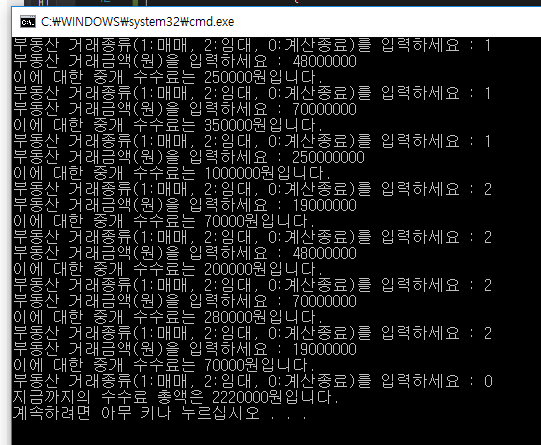 C:₩WINDOWS₩system32₩cmd.exe
부동산 거래종류(1:매매, 2:임대, 0:계산종료)를 입력하세요 : 1
부동산 거래금액(원)을 입력하세요 : 48000000
이에 대한 중개 수수료는 250000원입니다.
부동산 거래종류(1:매매, 2:임대, 0:계산종료)를 입력하세요 : 1
부동산 거래금액(원)을 입력하세요 : 70000000
이에 대한 중개 수수료는 350000원입니다.
부동산 거래종류(1:매매, 2:임대, 0:계산종료)를 입력하세요 : 1
부동산 거래금액(원)을 입력하세요 : 250000000
이에 대한 중개 수수료는 1000000원입니다.
부동산 거래종류(1:매매, 2:임대, 0:계산종료)를 입력하세요 : 2
부동산 거래금액(원)을 입력하세요 : 19000000
이에 대한 중개 수수료는 70000원입니다.
부동산 거래종류(1:매매, 2:임대, 0:계산종료)를 입력하세요 : 2
부동산 거래금액(원)을 입력하세요 : 48000000
이에 대한 중개 수수료는 200000원입니다.
부동산 거래종류(1:매매, 2:임대, 0:계산종료)를 입력하세요 : 2
부동산 거래금액(원)을 입력하세요 : 70000000
이에 대한 중개 수수료는 280000원입니다.
부동산 거래종류(1:매매, 2:임대, 0:계산종료)를 입력하세요 : 2
부동산 거래금액(원)을 입력하세요 : 19000000
이에 대한 중개 수수료는 70000원입니다.
부동산 거래종류(1:매매, 2:임대, 0:계산종료)를 입력하세요 : 0
지금까지의 수수료 총액은 2220000원입니다.
계속하려면 아무 키나 누르십시오 . . .